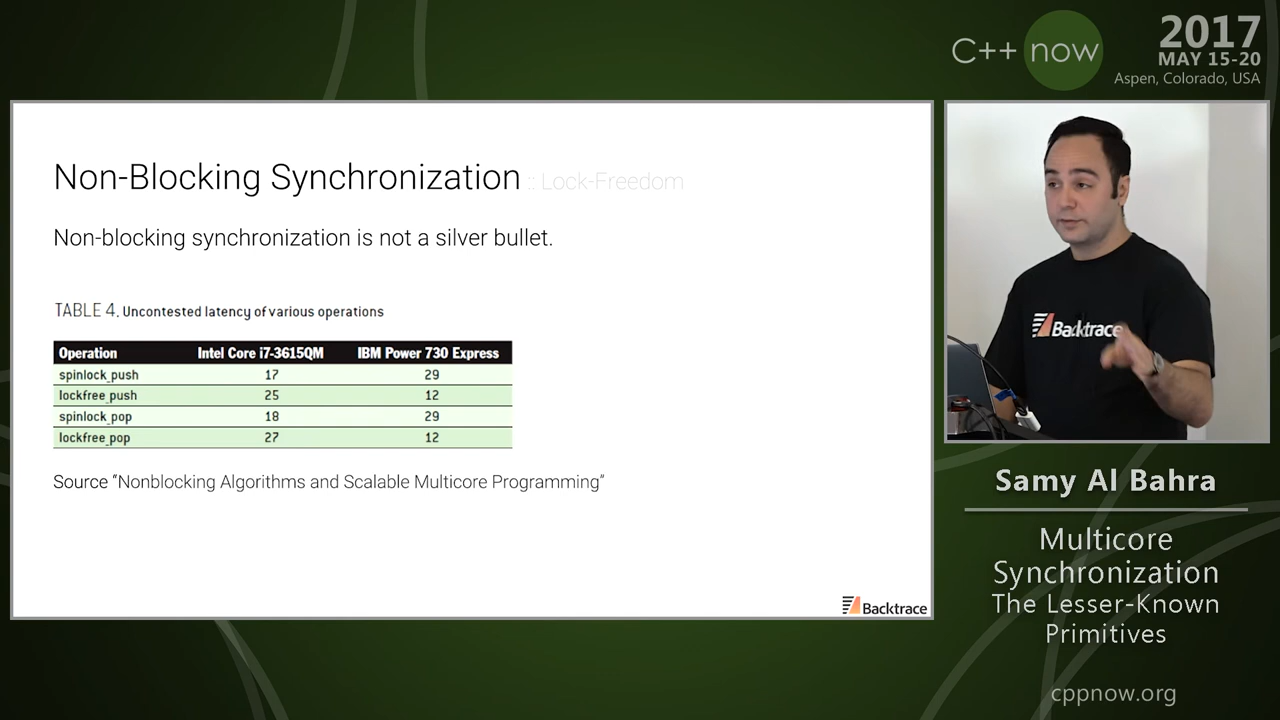 C++ now
2017
MAY 15-20
Aspen, Colorado, USA
Non-Blocking Synchronization :: Lock-Freedom
Non-blocking synchronization is not a silver bullet.
TABLE 4. Uncontested latency of various operations
Operation Intel Core i7-3615QM IBM Power 730 Express
spinlock_push 17 29
lockfree_push 25 12
spinlock_pop 18 29
lockfree_pop 27 12
Source “Nonblocking Algorithms and Scalable Multicore Programming”
Backtrace
Backtrace
Samy Al Bahra
Multicore
Synchronization
The Lesser-Known
Primitives
cppnow.org